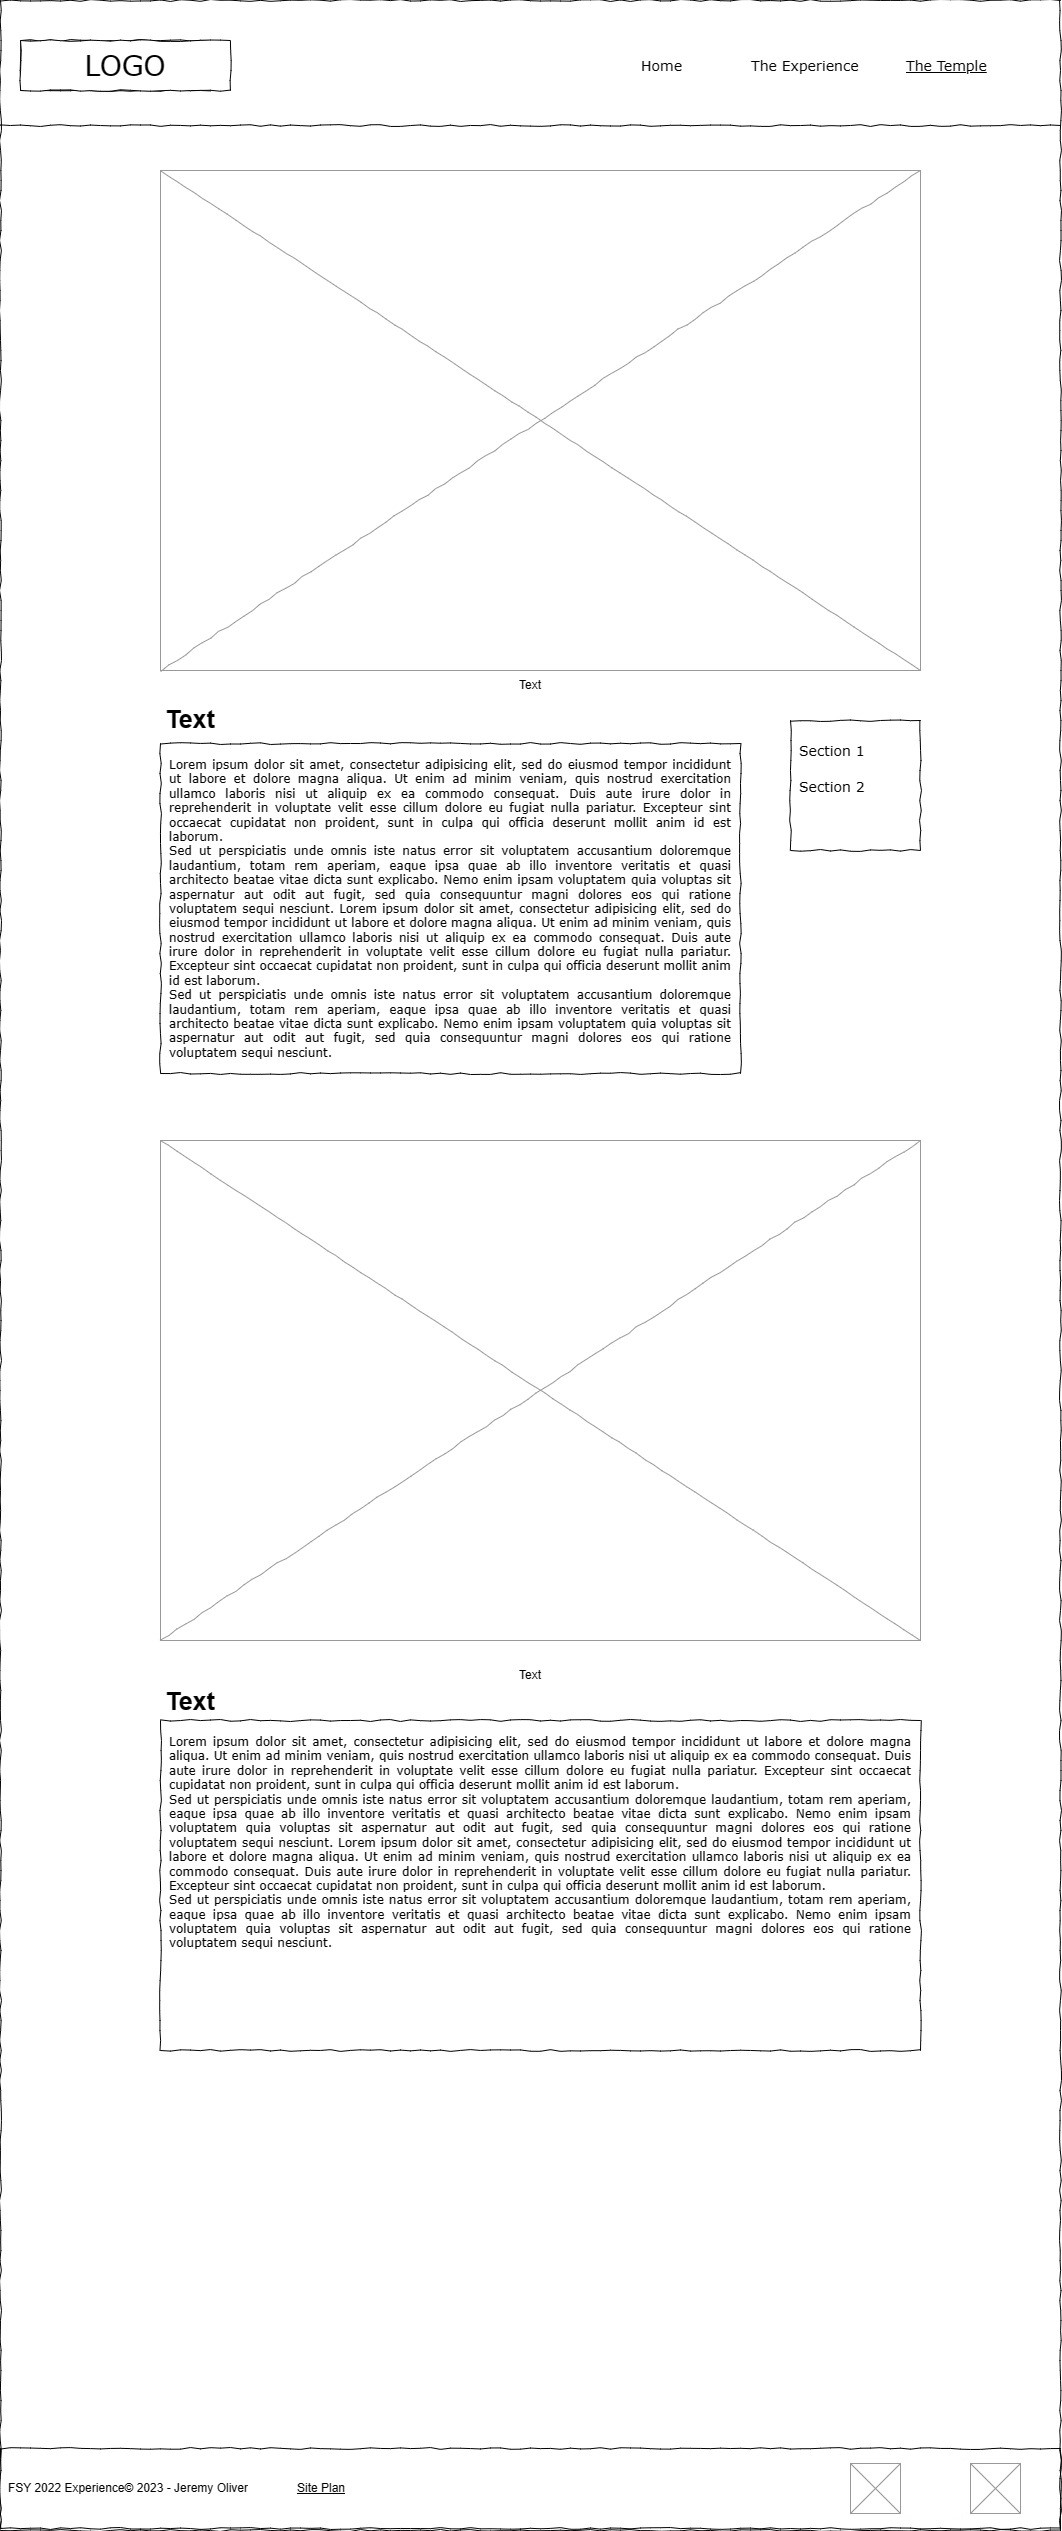 LOGO
Home
The Experience
The Temple
Text
Text
Section 1
Section 2
Lorem ipsum dolor sit amet, consectetur adipisicing elit, sed do eiusmod tempor incididunt
ut labore et dolore magna aliqua. Ut enim ad minim veniam, quis nostrud exercitation
ullamco laboris nisi ut aliquip ex ea commodo consequat. Duis aute irure dolor in
reprehenderit in voluptate velit esse cillum dolore eu fugiat nulla pariatur. Excepteur sint
occaecat cupidatat non proident, sunt in culpa qui officia deserunt mollit anim id est
laborum.
Sed ut perspiciatis unde omnis iste natus error sit voluptatem accusantium doloremque
laudantium, totam rem aperiam, eaque ipsa quae ab illo inventore veritatis et quasi
architecto beatae vitae dicta sunt explicabo. Nemo enim ipsam voluptatem quia voluptas sit
aspernatur aut odit aut fugit, sed quia consequuntur magni dolores eos qui ratione
voluptatem sequi nesciunt. Lorem ipsum dolor sit amet, consectetur adipisicing elit, sed do
eiusmod tempor incididunt ut labore et dolore magna aliqua. Ut enim ad minim veniam, quis
nostrud exercitation ullamco laboris nisi ut aliquip ex ea commodo consequat. Duis aute
irure dolor in reprehenderit in voluptate velit esse cillum dolore eu fugiat nulla pariatur.
Excepteur sint occaecat cupidatat non proident, sunt in culpa qui officia deserunt mollit anim
id est laborum.
Sed ut perspiciatis unde omnis iste natus error sit voluptatem accusantium doloremque
laudantium, totam rem aperiam, eaque ipsa quae ab illo inventore veritatis et quasi
architecto beatae vitae dicta sunt explicabo. Nemo enim ipsam voluptatem quia voluptas sit
aspernatur aut odit aut fugit, sed quia consequuntur magni dolores eos qui ratione
voluptatem sequi nesciunt.
Text
Text
Lorem ipsum dolor sit amet, consectetur adipisicing elit, sed do eiusmod tempor incididunt ut labore et dolore magna
aliqua. Ut enim ad minim veniam, quis nostrud exercitation ullamco laboris nisi ut aliquip ex ea commodo consequat. Duis
aute irure dolor in reprehenderit in voluptate velit esse cillum dolore eu fugiat nulla pariatur. Excepteur sint occaecat
cupidatat non proident, sunt in culpa qui officia deserunt mollit anim id est laborum.
Sed ut perspiciatis unde omnis iste natus error sit voluptatem accusantium doloremque laudantium, totam rem aperiam,
eaque ipsa quae ab illo inventore veritatis et quasi architecto beatae vitae dicta sunt explicabo. Nemo enim ipsam
voluptatem quia voluptas sit aspernatur aut odit aut fugit, sed quia consequuntur magni dolores eos qui ratione
voluptatem sequi nesciunt. Lorem ipsum dolor sit amet, consectetur adipisicing elit, sed do eiusmod tempor incididunt ut
labore et dolore magna aliqua. Ut enim ad minim veniam, quis nostrud exercitation ullamco laboris nisi ut aliquip ex ea
commodo consequat. Duis aute irure dolor in reprehenderit in voluptate velit esse cillum dolore eu fugiat nulla pariatur.
Excepteur sint occaecat cupidatat non proident, sunt in culpa qui officia deserunt mollit anim id est laborum.
Sed ut perspiciatis unde omnis iste natus error sit voluptatem accusantium doloremque laudantium, totam rem aperiam,
eaque ipsa quae ab illo inventore veritatis et quasi architecto beatae vitae dicta sunt explicabo. Nemo enim ipsam
voluptatem quia voluptas sit aspernatur aut odit aut fugit, sed quia consequuntur magni dolores eos qui ratione
voluptatem sequi nesciunt.
FSY 2022 Experience© 2023 - Jeremy Oliver
Site Plan